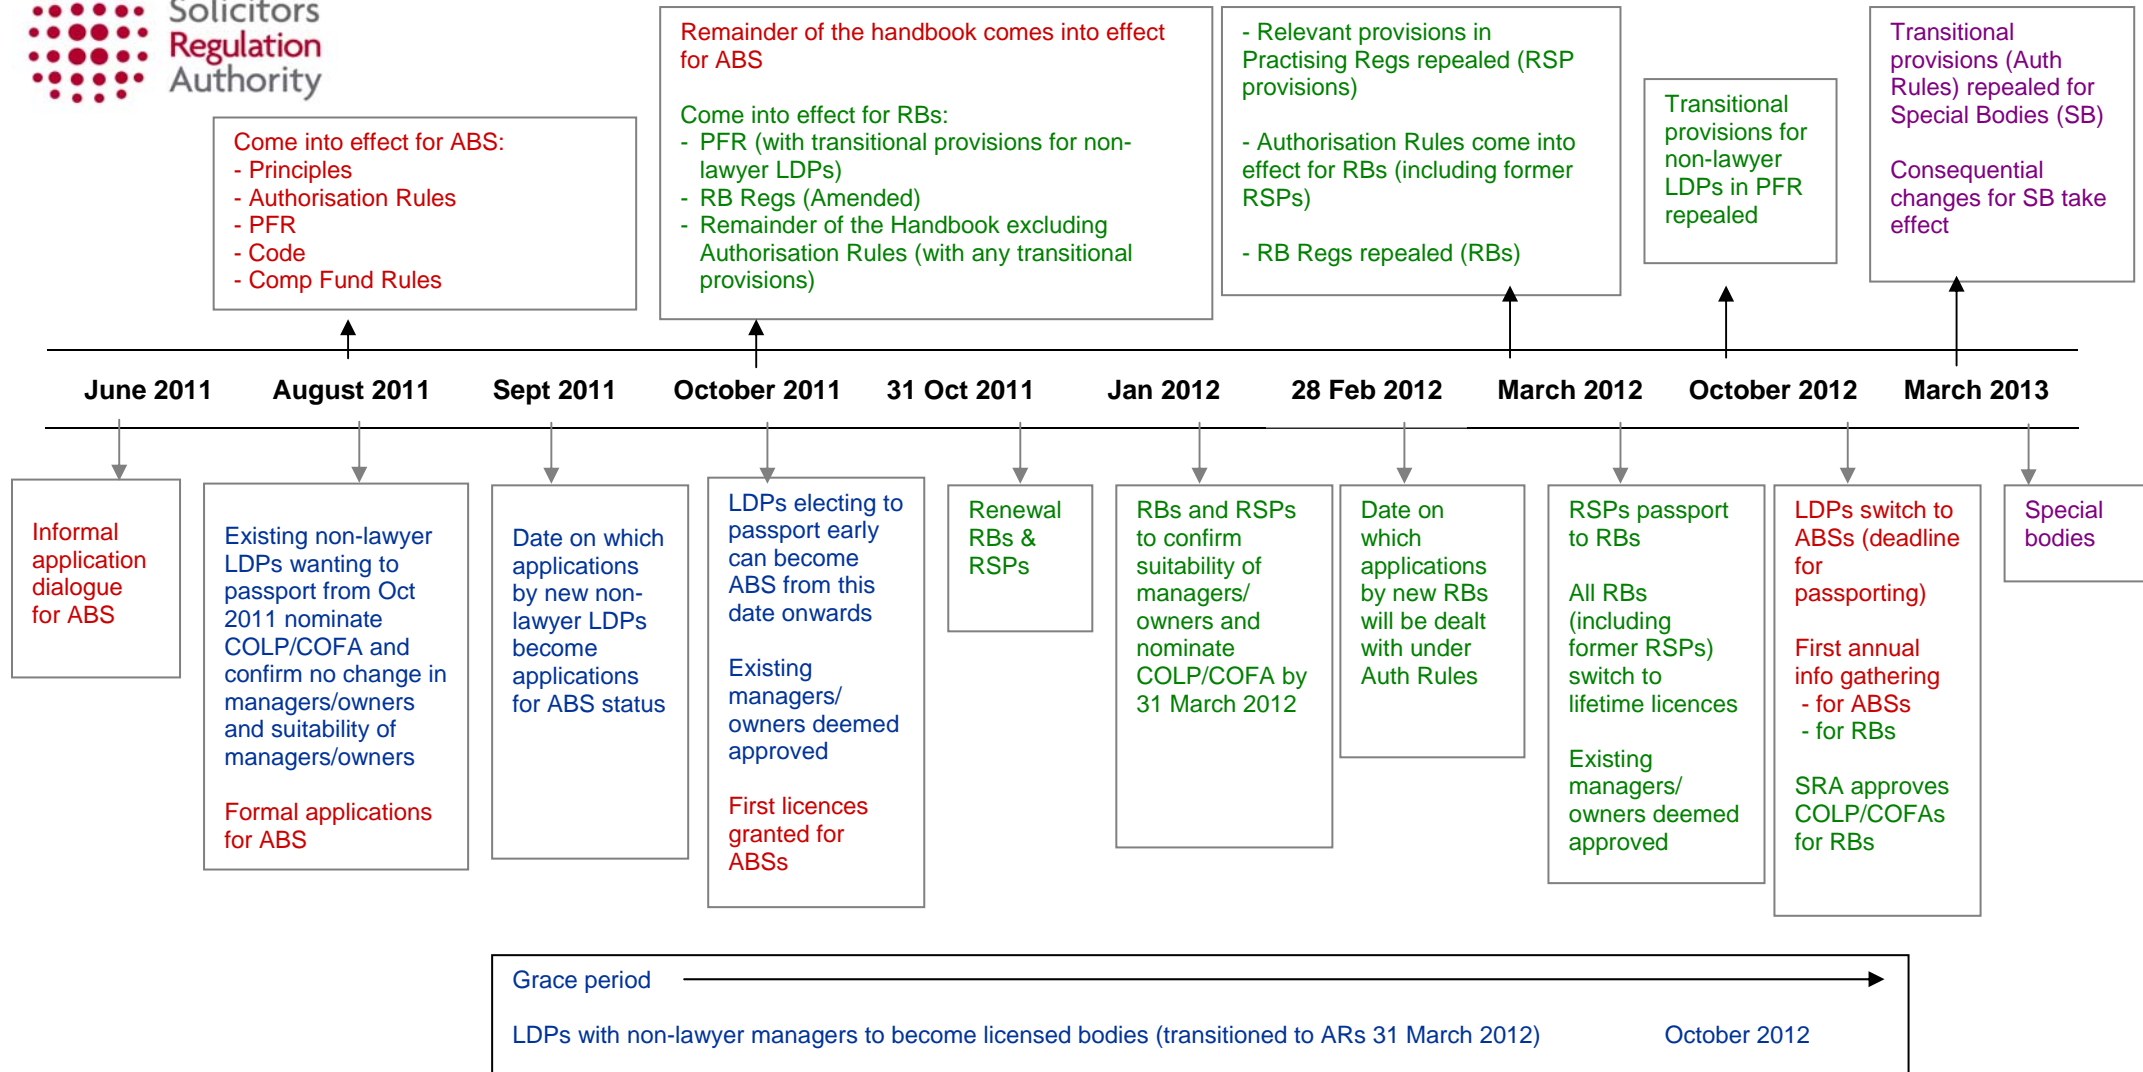 Solicitors
Regulation
Authority
Come into effect for ABS:
- Principles
- Authorisation Rules
- PFR
- Code
- Comp Fund Rules
Remainder of the handbook comes into effect
for ABS
Come into effect for RBs:
- PFR (with transitional provisions for non-
lawyer LDPs)
- RB Regs (Amended)
- Remainder of the Handbook excluding
Authorisation Rules (with any transitional
provisions)
- Relevant provisions in
Practising Regs repealed (RSP
provisions)
- Authorisation Rules come into
effect for RBs (including former
RSPs)
- RB Regs repealed (RBs)
Transitional
provisions for
non-lawyer
LDPs in PFR
repealed
Transitional
provisions (Auth
Rules) repealed for
Special Bodies (SB)
Consequential
changes for SB take
effect
June 2011 August 2011 Sept 2011 October 2011 31 Oct 2011 Jan 2012 28 Feb 2012 March 2012 October 2012 March 2013
Informal
application
dialogue
for ABS
Existing non-lawyer
LDPs wanting to
passport from Oct
2011 nominate
COLP/COFA and
confirm no change in
managers/owners
and suitability of
managers/owners
Formal applications
for ABS
Date on which
applications
by new non-
lawyer LDPs
become
applications
for ABS status
LDPs electing to
passport early
can become
ABS from this
date onwards
Existing
managers/
owners deemed
approved
First licences
granted for
ABSs
Renewal
RBs &
RSPs
RBs and RSPs
to confirm
suitability of
managers/
owners and
nominate
COLP/COFA by
31 March 2012
Date on
which
applications
by new RBs
will be dealt
with under
Auth Rules
RSPs passport
to RBs
All RBs
(including
former RSPs)
switch to
lifetime licences
Existing
managers/
owners deemed
approved
LDPs switch to
ABSs (deadline
for
passporting)
First annual
info gathering
- for ABSs
- for RBs
SRA approves
COLP/COFAs
for RBs
Special
bodies
Grace period
LDPs with non-lawyer managers to become licensed bodies (transitioned to ARs 31 March 2012) October 2012